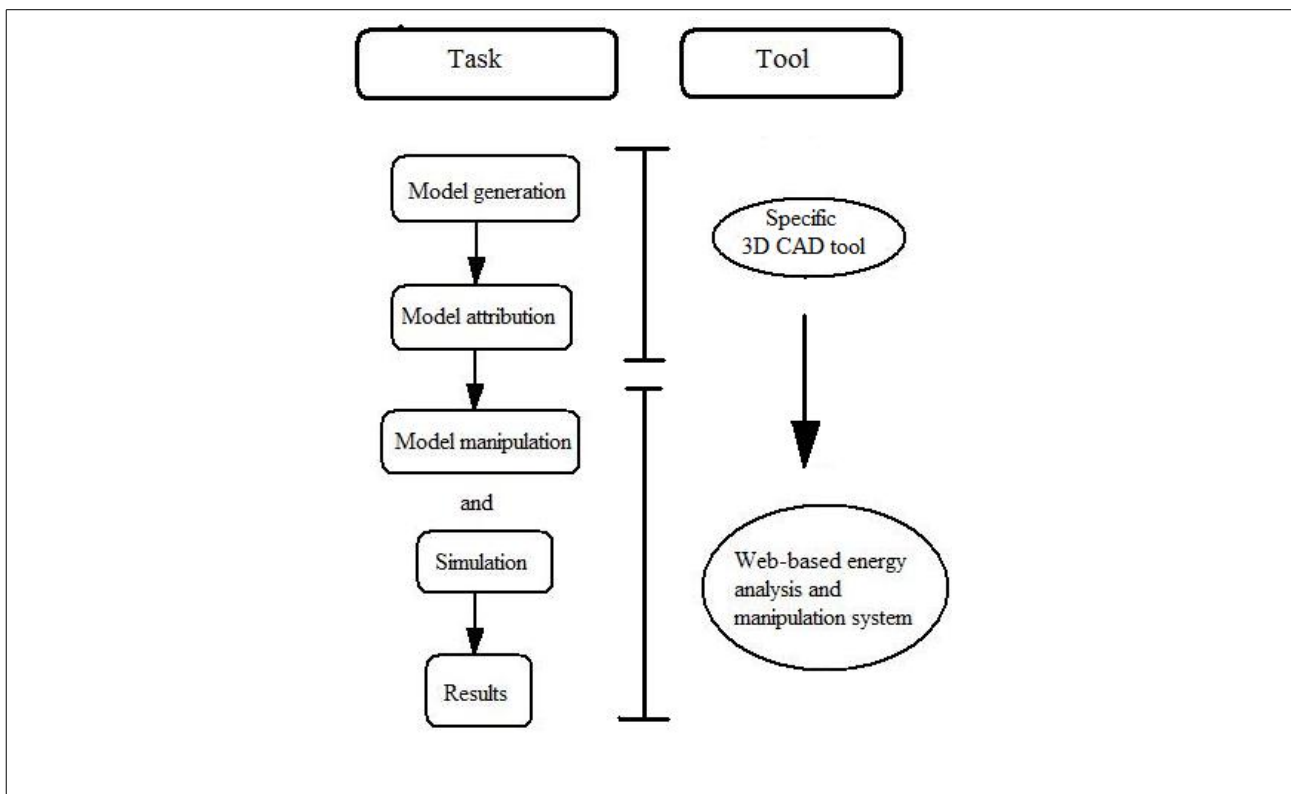 Task
Tool
Model generation
Specific
3D CAD tool
Model attribution
Model manipulation
and
Simulation
Web-based energy
analysis and
manipulation system
Results